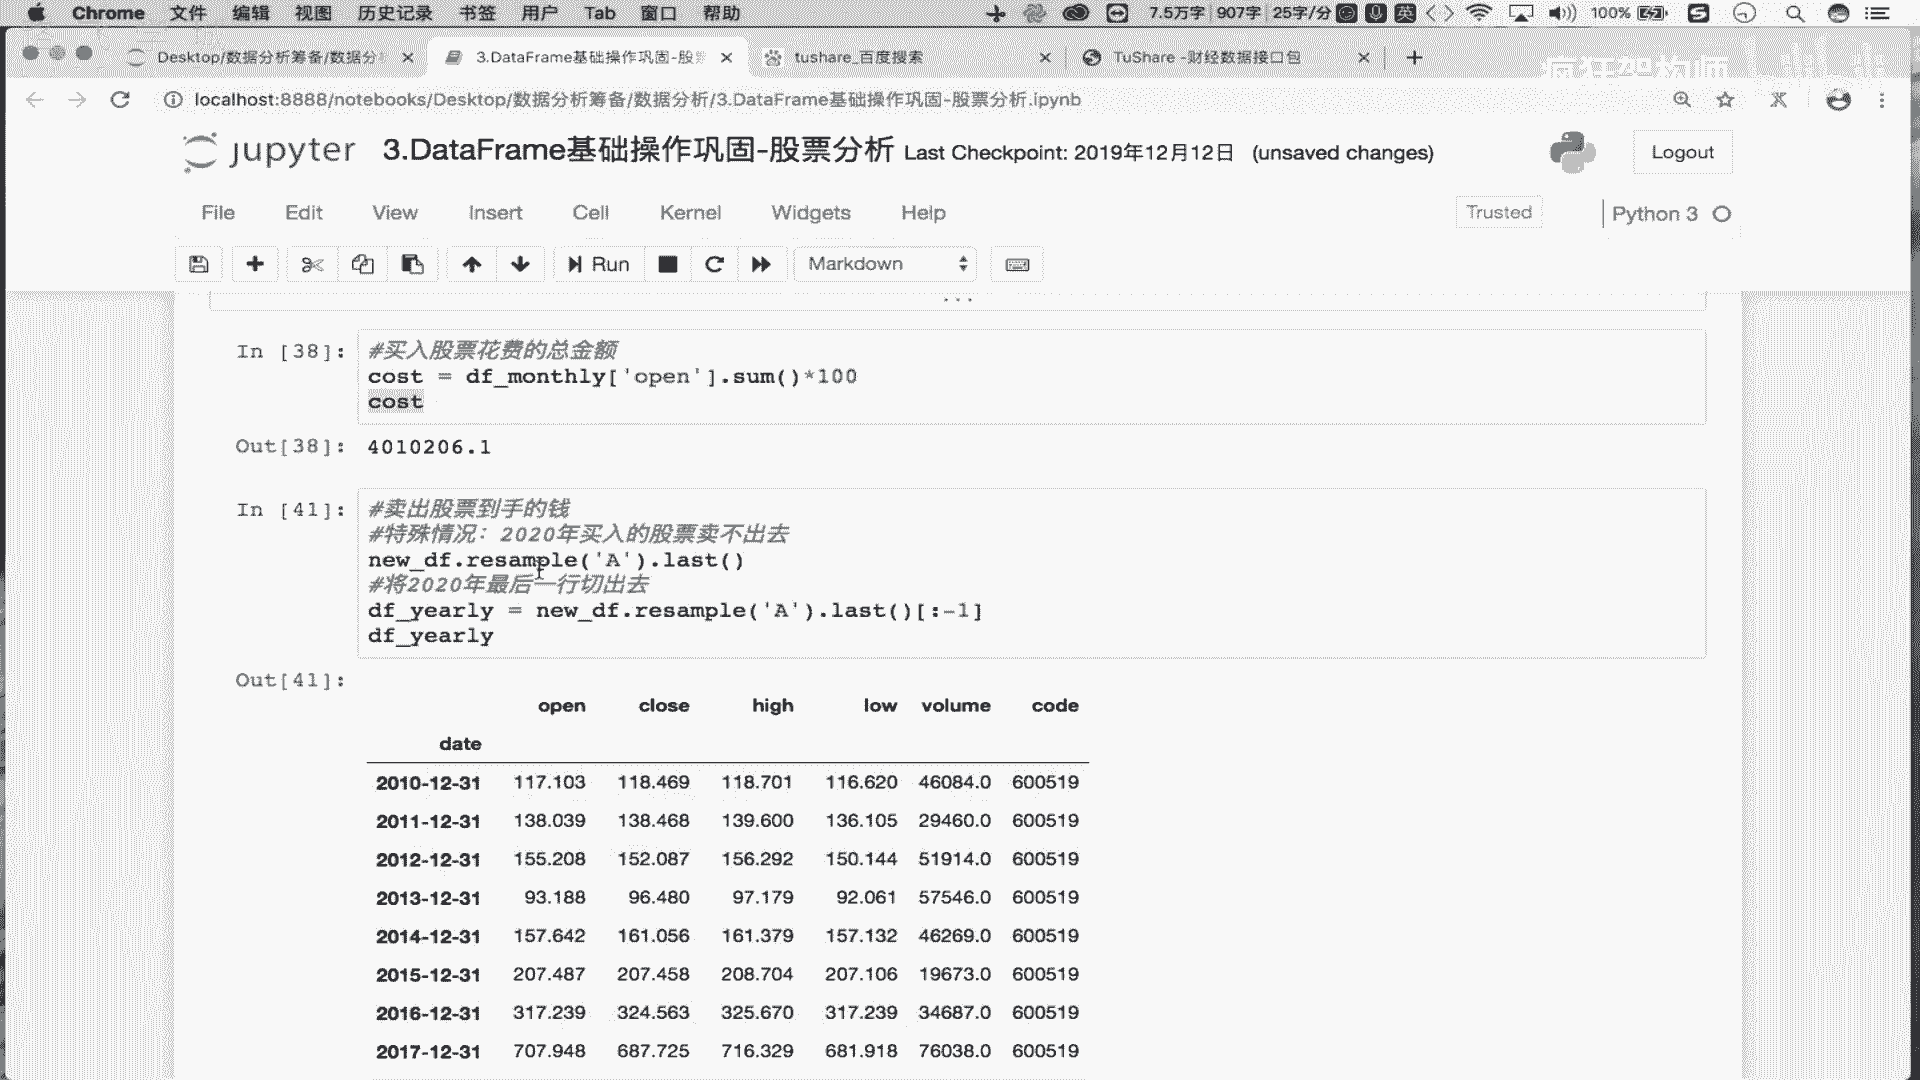 Chrome 文件 编辑 视图 历史记录 书签 用户 Tab 窗口 帮助 7.5万字 907字 25字/分 英 100%
Desktop/数据分析筹备/数据分 3.DataFrame基础操作巩固-股 tushare_百度搜索 TuShare -财经数据接口包
疯狂架构师
localhost:8888/notebooks/Desktop/数据分析筹备/数据分析/3.DataFrame基础操作巩固-股票分析.ipynb
jupyter 3.DataFrame基础操作巩固-股票分析 Last Checkpoint: 2019年12月12日 (unsaved changes) Logout
File Edit View Insert Cell Kernel Widgets Help Trusted Python 3
Run Markdown
In [38]: #买入股票花费的总金额
cost = df_monthly['open'].sum()*100
cost
Out[38]: 4010206.1
In [41]: #卖出股票到手的钱
#特殊情况：2020年买入的股票卖不出去
new_df.resample('A').last()
#将2020年最后一行切出去
df_yearly = new_df.resample('A').last()[:-1]
df_yearly
Out[41]:
open close high low volume code
date
2010-12-31 117.103 118.469 118.701 116.620 46084.0 600519
2011-12-31 138.039 138.468 139.600 136.105 29460.0 600519
2012-12-31 155.208 152.087 156.292 150.144 51914.0 600519
2013-12-31 93.188 96.480 97.179 92.061 57546.0 600519
2014-12-31 157.642 161.056 161.379 157.132 46269.0 600519
2015-12-31 207.487 207.458 208.704 207.106 19673.0 600519
2016-12-31 317.239 324.563 325.670 317.239 34687.0 600519
2017-12-31 707.948 687.725 716.329 681.918 76038.0 600519